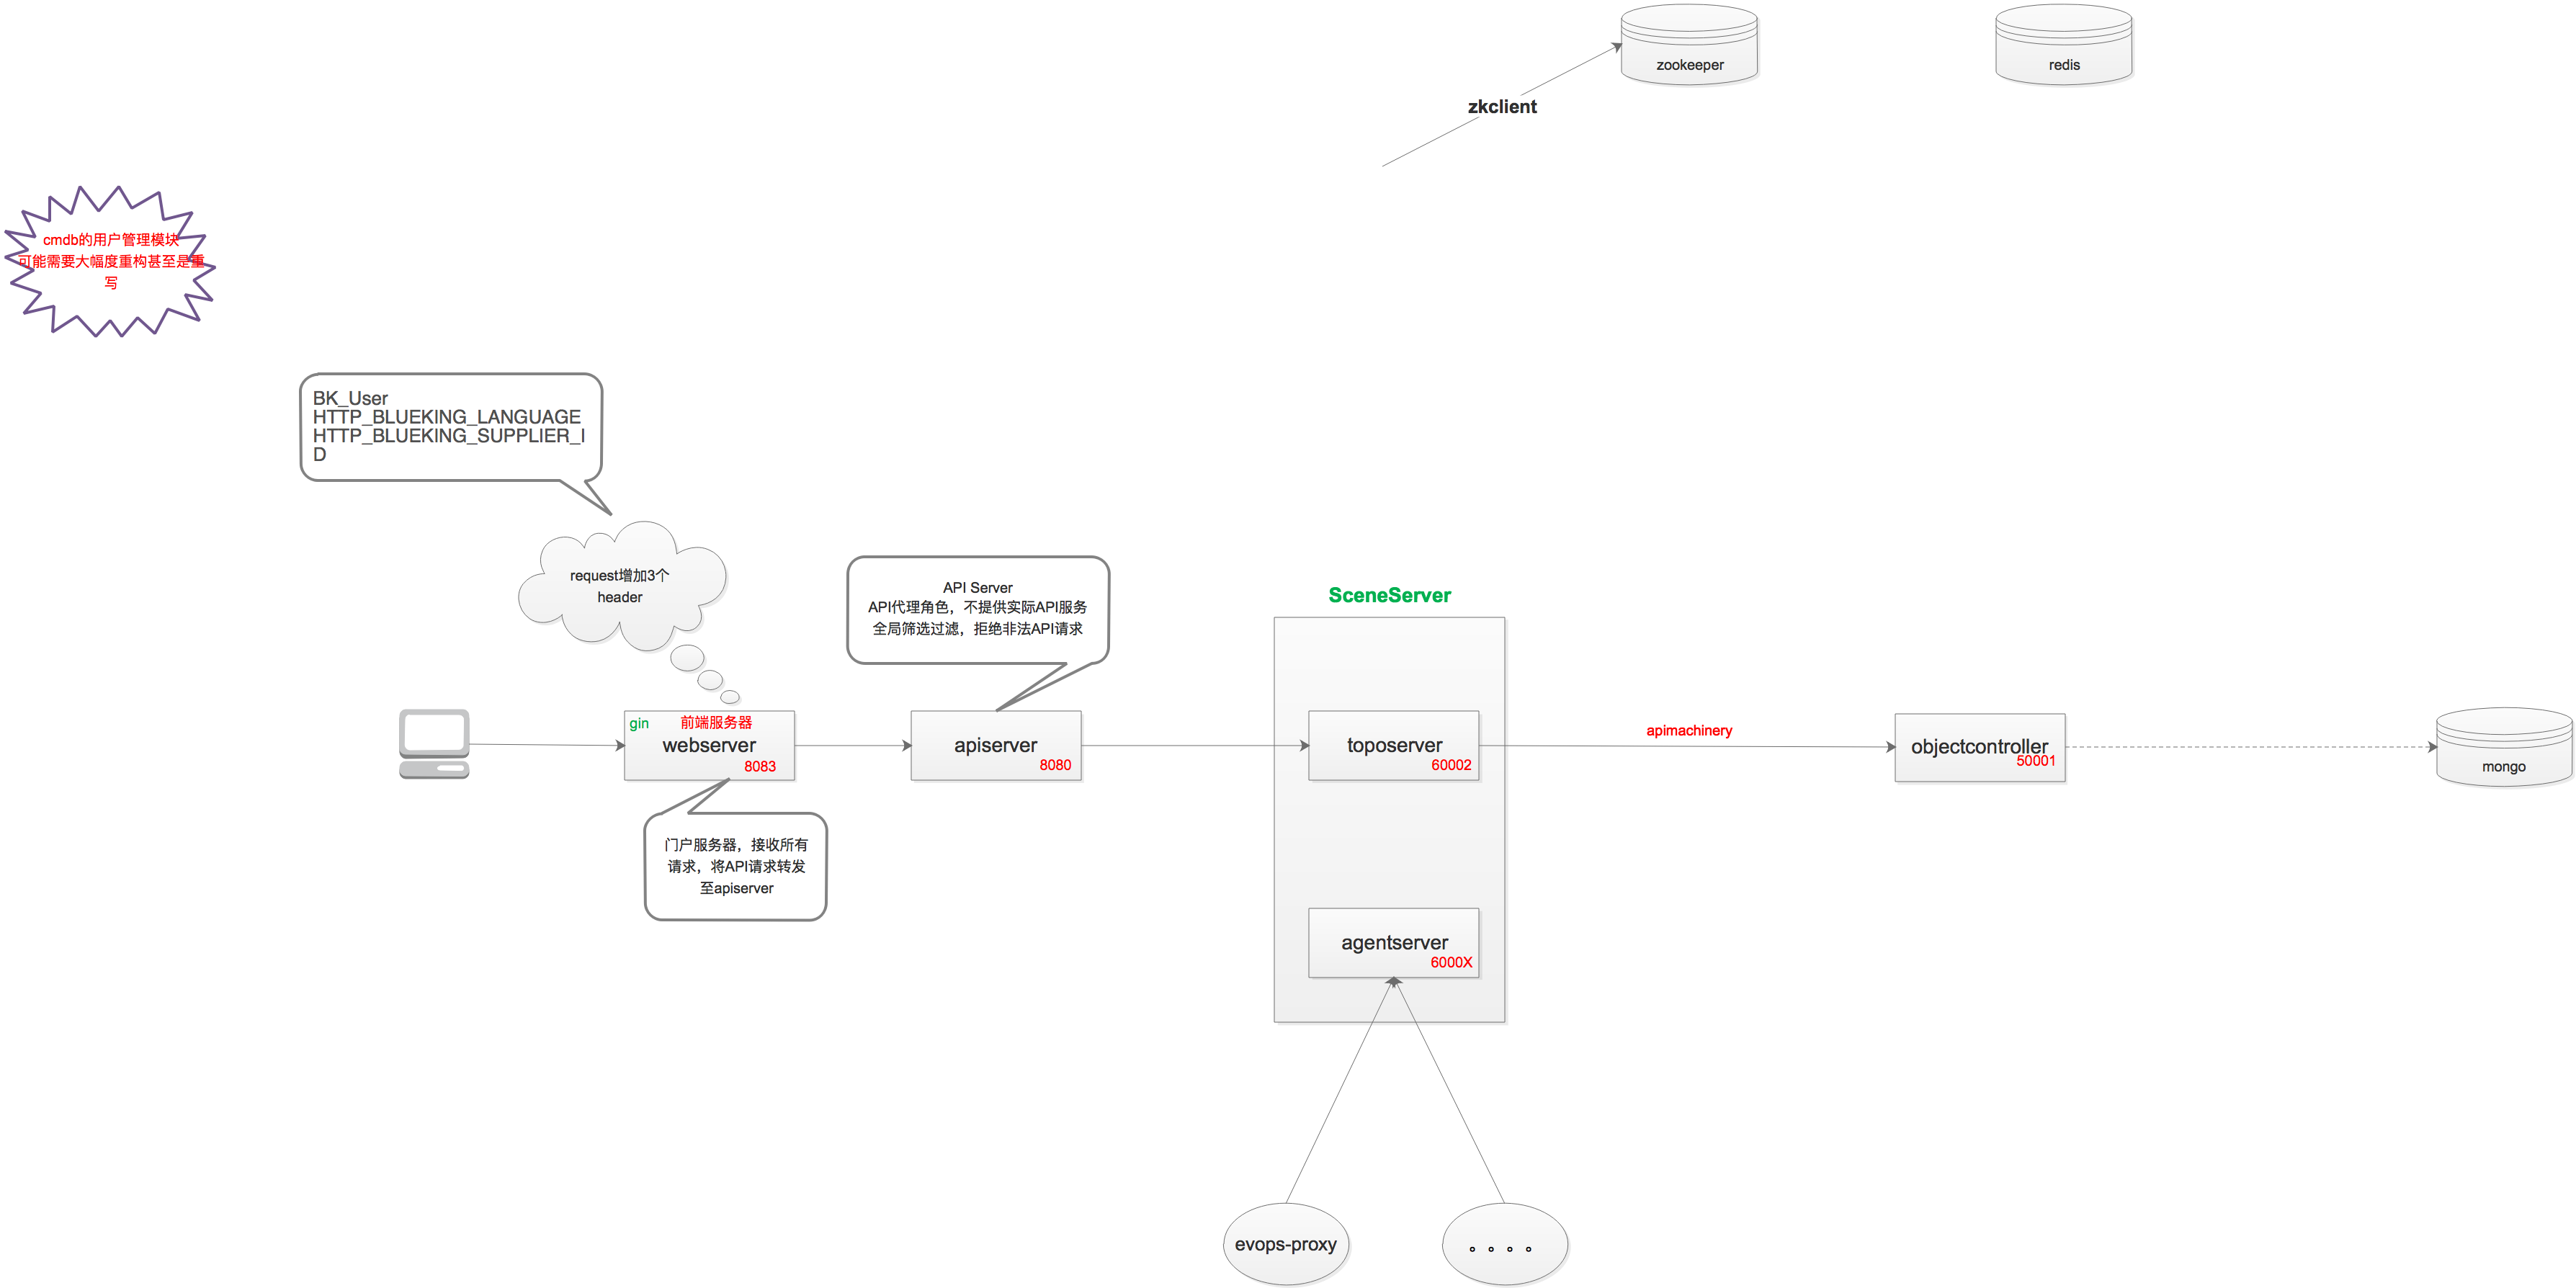 zookeeper
redis
zkclient
cmdb的用户管理模块
可能需要大幅度重构甚至是重
写
BK_User
HTTP_BLUEKING_LANGUAGE
HTTP_BLUEKING_SUPPLIER_I
D
request增加3个
header
API Server
API代理角色，不提供实际API服务
全局筛选过滤，拒绝非法API请求
SceneServer
gin
前端服务器
webserver
8083
apiserver
8080
toposerver
60002
apimachinery
objectcontroller
50001
mongo
门户服务器，接收所有
请求，将API请求转发
至apiserver
agentserver
6000X
evops-proxy
。。。。